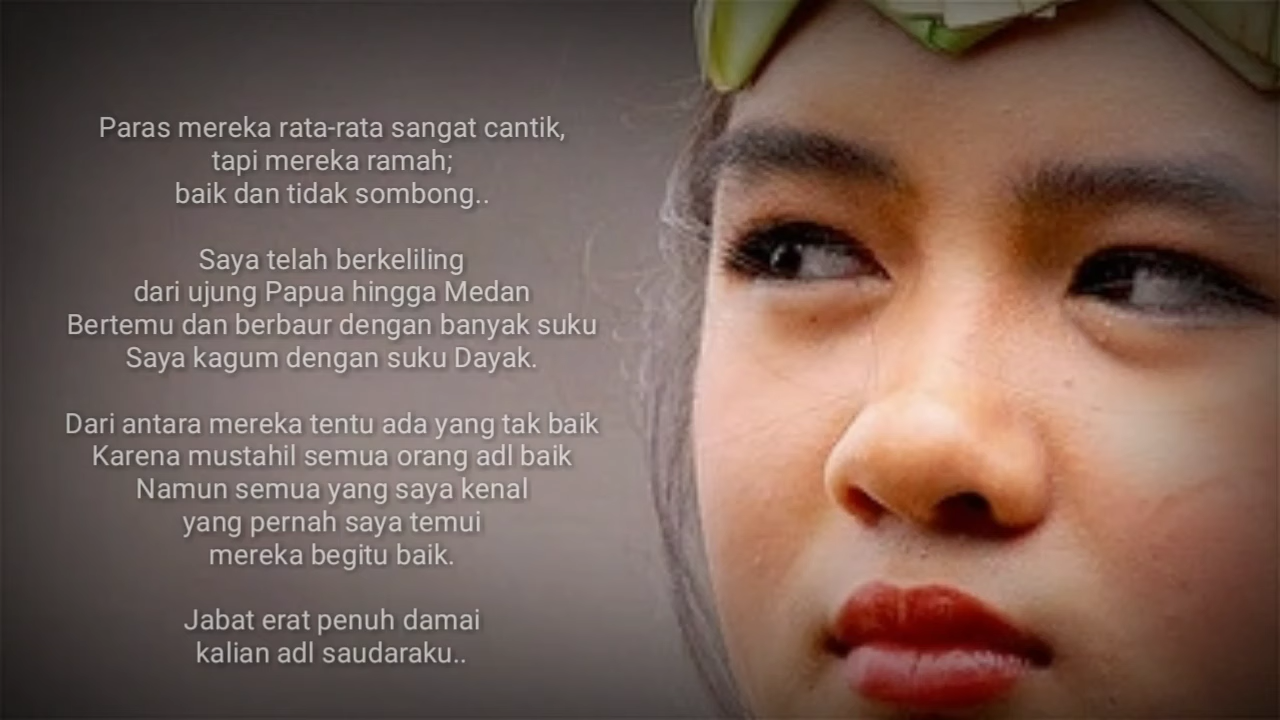 Paras mereka rata-rata sangat cantik,
tapi mereka ramah;
baik dan tidak sombong..
Saya telah berkeliling
dari ujung Papua hingga Medan
Bertemu dan berbaur dengan banyak suku
Saya kagum dengan suku Dayak.
Dari antara mereka tentu ada yang tak baik
Karena mustahil semua orang adl baik
Namun semua yang saya kenal
yang pernah saya temui
mereka begitu baik.
Jabat erat penuh damai
kalian adl saudaraku..